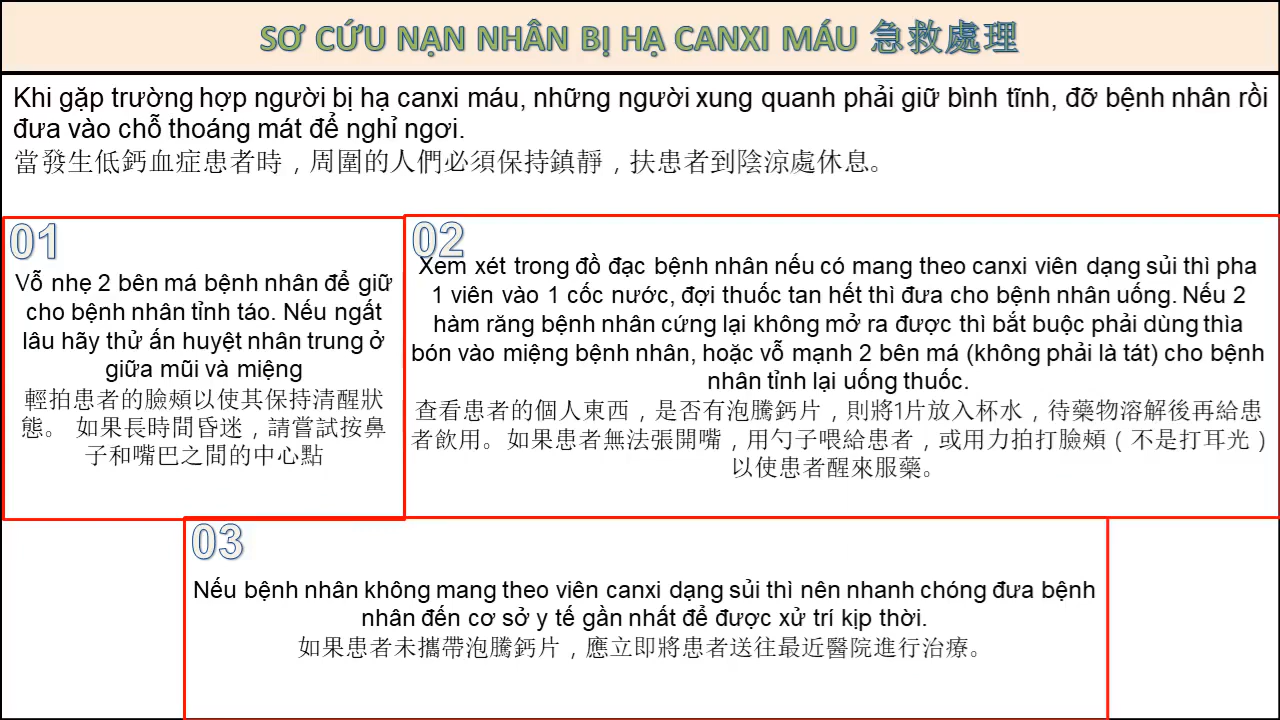 SƠ CỨU NẠN NHÂN BỊ HẠ CANXI MÁU 急救處理
Khi gặp trường hợp người bị hạ canxi máu, những người xung quanh phải giữ bình tĩnh, đỡ bệnh nhân rồi
đưa vào chỗ thoáng mát để nghỉ ngơi.
當發生低鈣血症患者時，周圍的人們必須保持鎮靜，扶患者到陰涼處休息。
01
Vỗ nhẹ 2 bên má bệnh nhân để giữ
cho bệnh nhân tỉnh táo. Nếu ngất
lâu hãy thử ấn huyệt nhân trung ở
giữa mũi và miệng
輕拍患者的臉頰以使其保持清醒狀
態。 如果長時間昏迷，請嘗試按鼻
子和嘴巴之間的中心點
02
Xem xét trong đồ đạc bệnh nhân nếu có mang theo canxi viên dạng sủi thì pha
1 viên vào 1 cốc nước, đợi thuốc tan hết thì đưa cho bệnh nhân uống. Nếu 2
hàm răng bệnh nhân cứng lại không mở ra được thì bắt buộc phải dùng thìa
bón vào miệng bệnh nhân, hoặc vỗ mạnh 2 bên má (không phải là tát) cho bệnh
nhân tỉnh lại uống thuốc.
查看患者的個人東西，是否有泡騰鈣片，則將1片放入杯水，待藥物溶解後再給患
者飲用。如果患者無法張開嘴，用勺子喂給患者，或用力拍打臉頰（不是打耳光）
以使患者醒來服藥。
03
Nếu bệnh nhân không mang theo viên canxi dạng sủi thì nên nhanh chóng đưa bệnh
nhân đến cơ sở y tế gần nhất để được xử trí kịp thời.
如果患者未攜帶泡騰鈣片，應立即將患者送往最近醫院進行治療。